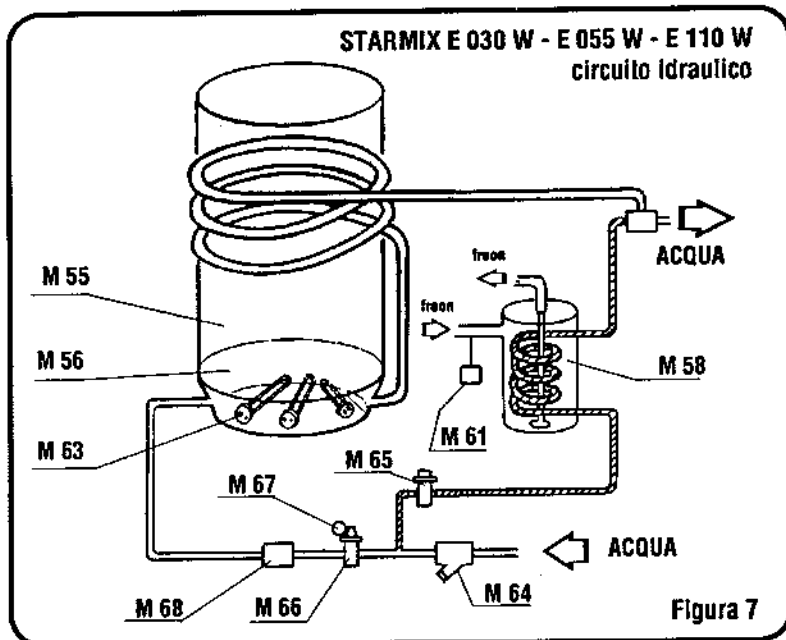 STARMIX E 030 W - E 055 W - E 110 W
circuito idraulico
ACQUA
freon
freon
M 55
M 56
M 58
M 61
M 63
M 65
M 67
ACQUA
M 68
M 66
M 64
Figura 7